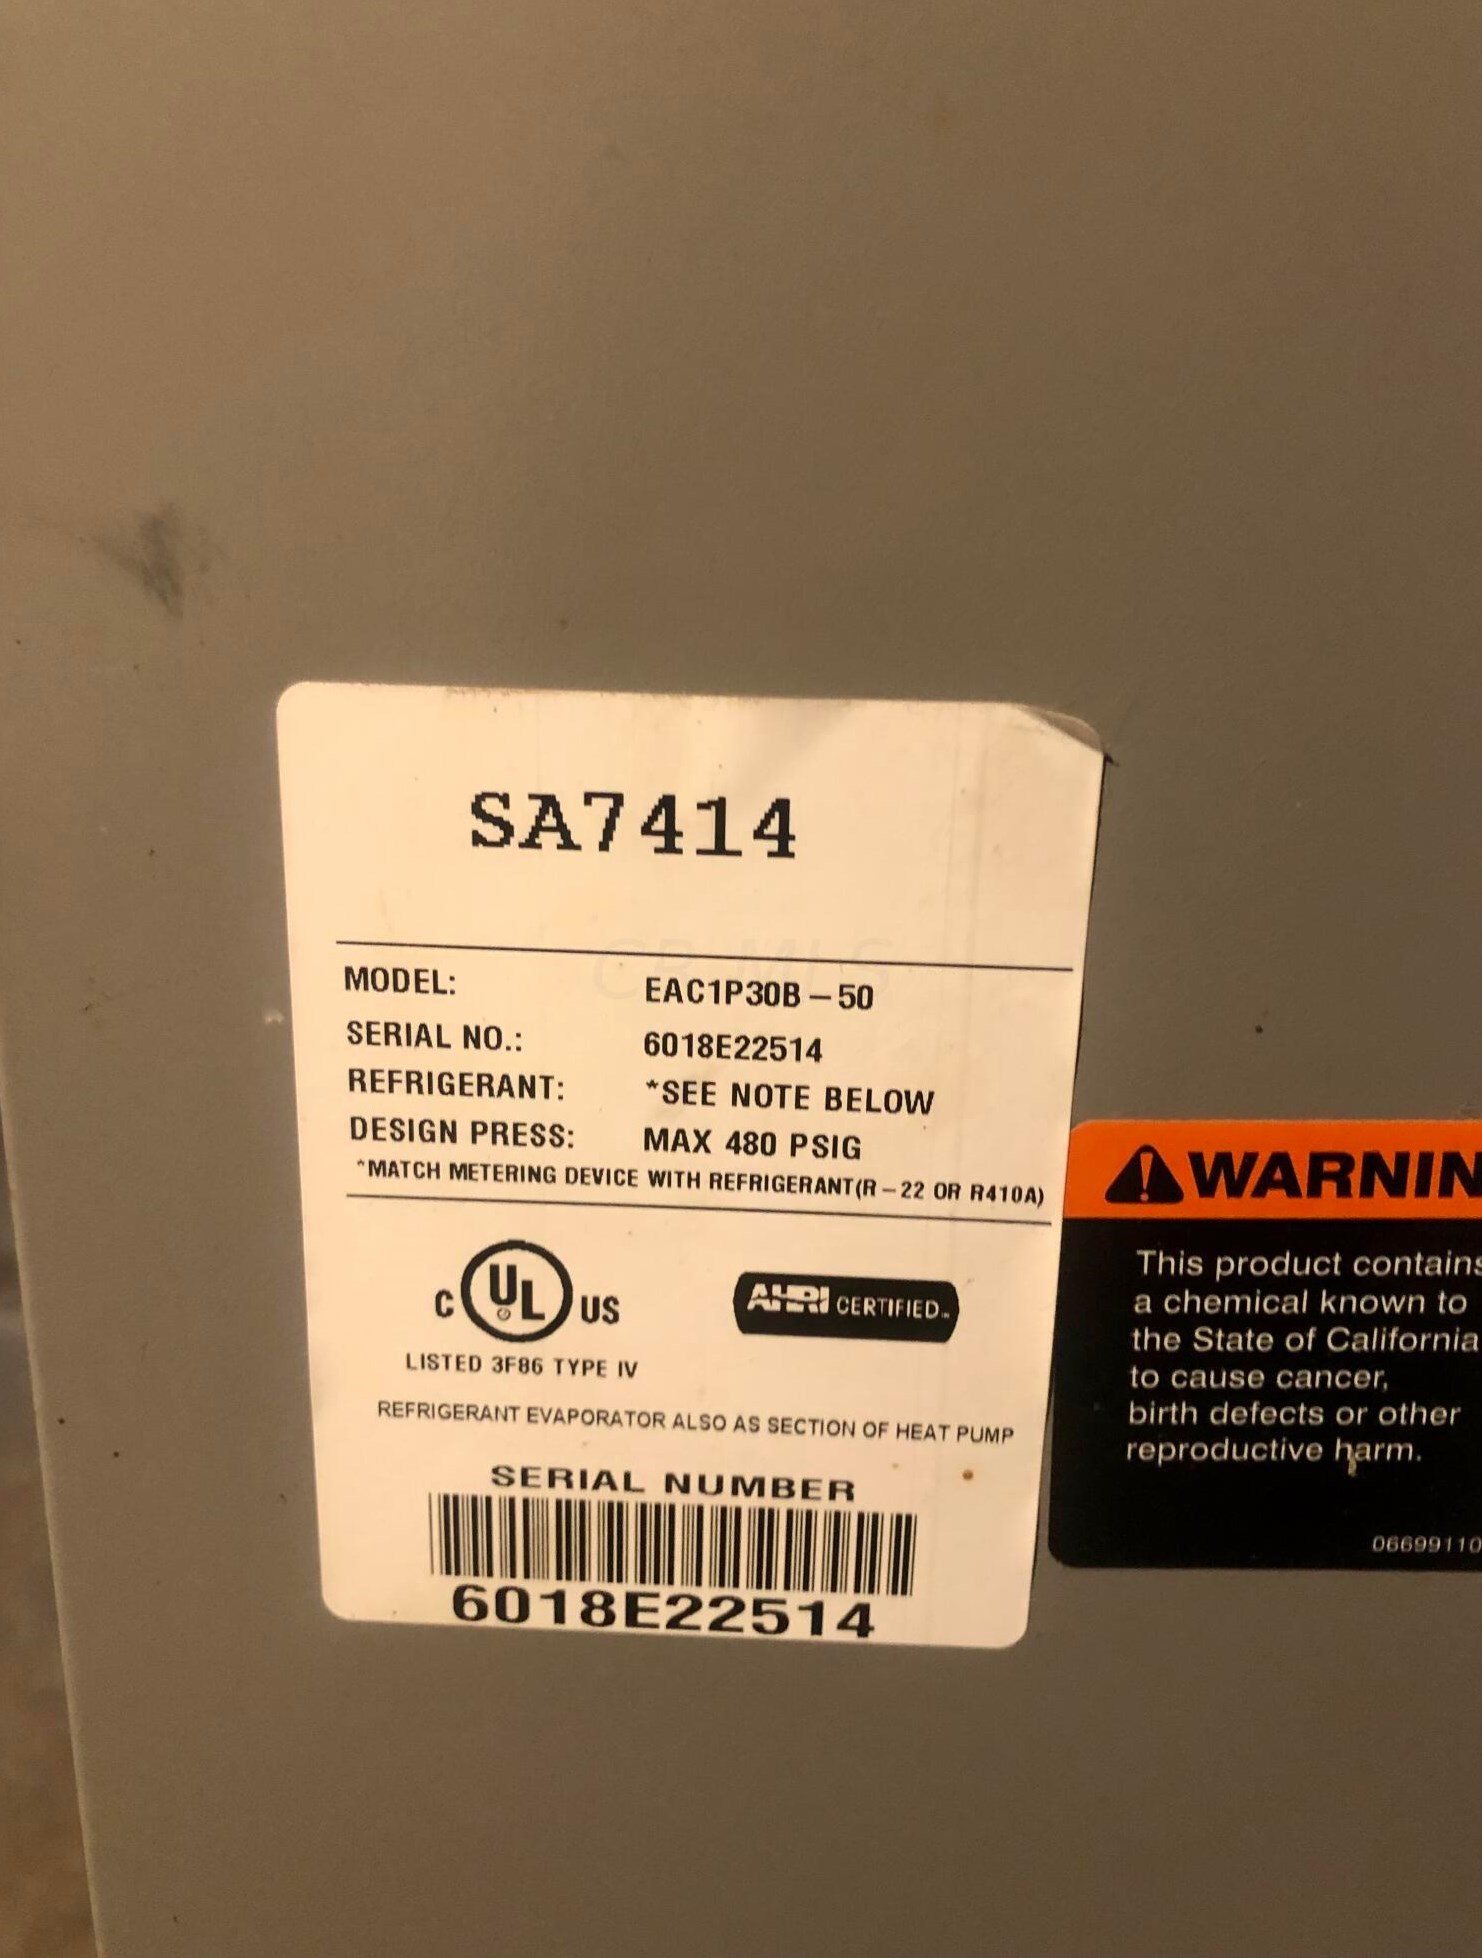 SA7414
MODEL: EAC1P30B-50
SERIAL NO.: 6018E22514
REFRIGERANT: *SEE NOTE BELOW
DESIGN PRESS: MAX 480 PSIG
*MATCH METERING DEVICE WITH REFRIGERANT(R-22 OR R410A)
C UL US
LISTED 3F86 TYPE IV
AHRI CERTIFIED™
REFRIGERANT EVAPORATOR ALSO AS SECTION OF HEAT PUMP
SERIAL NUMBER
6018E22514
WARNIN
This product contains
a chemical known to
the State of California
to cause cancer,
birth defects or other
reproductive harm.
06699110